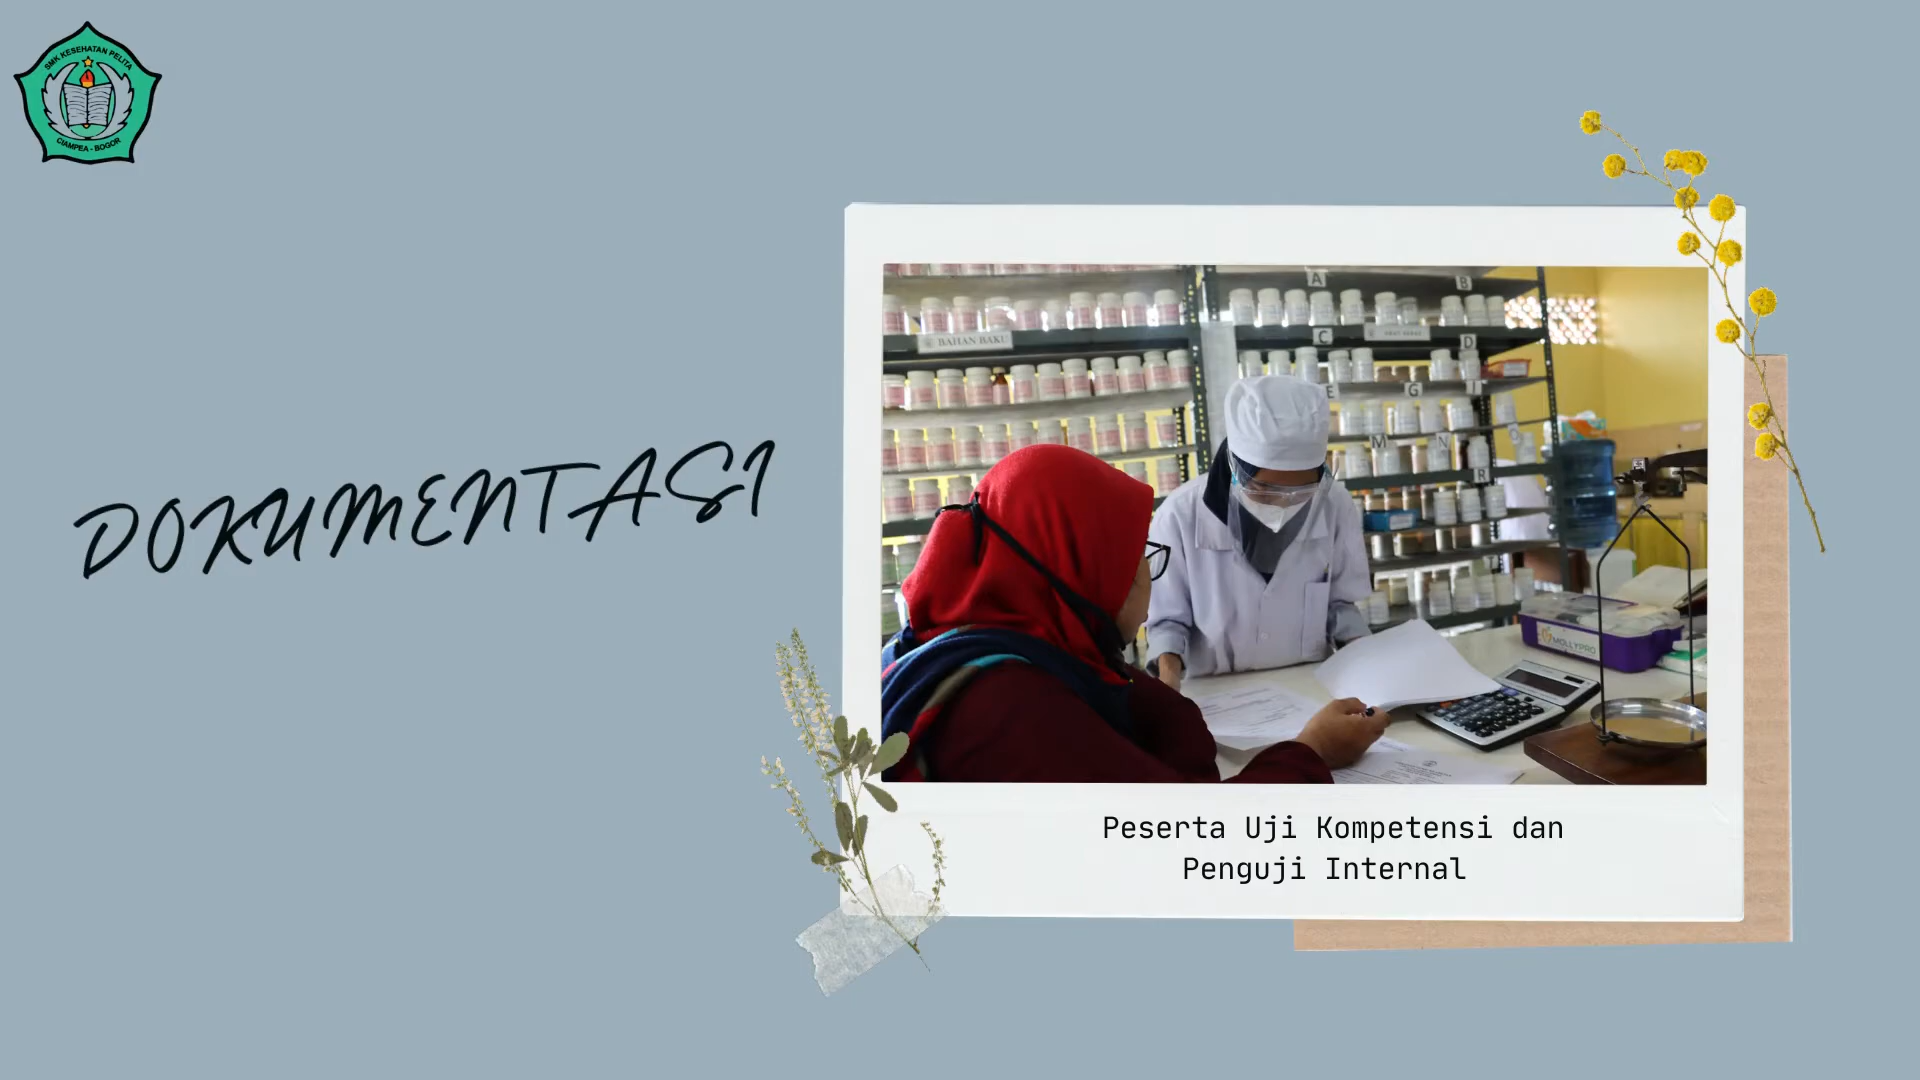 SMK KESEHATAN PELITA
CIAMPEA - BOGOR
DOKUMENTASI
A
B
BAHAN BAKU
C
D
E
G
I
M
N
O
R
MOLLYPRO
Peserta Uji Kompetensi dan
Penguji Internal